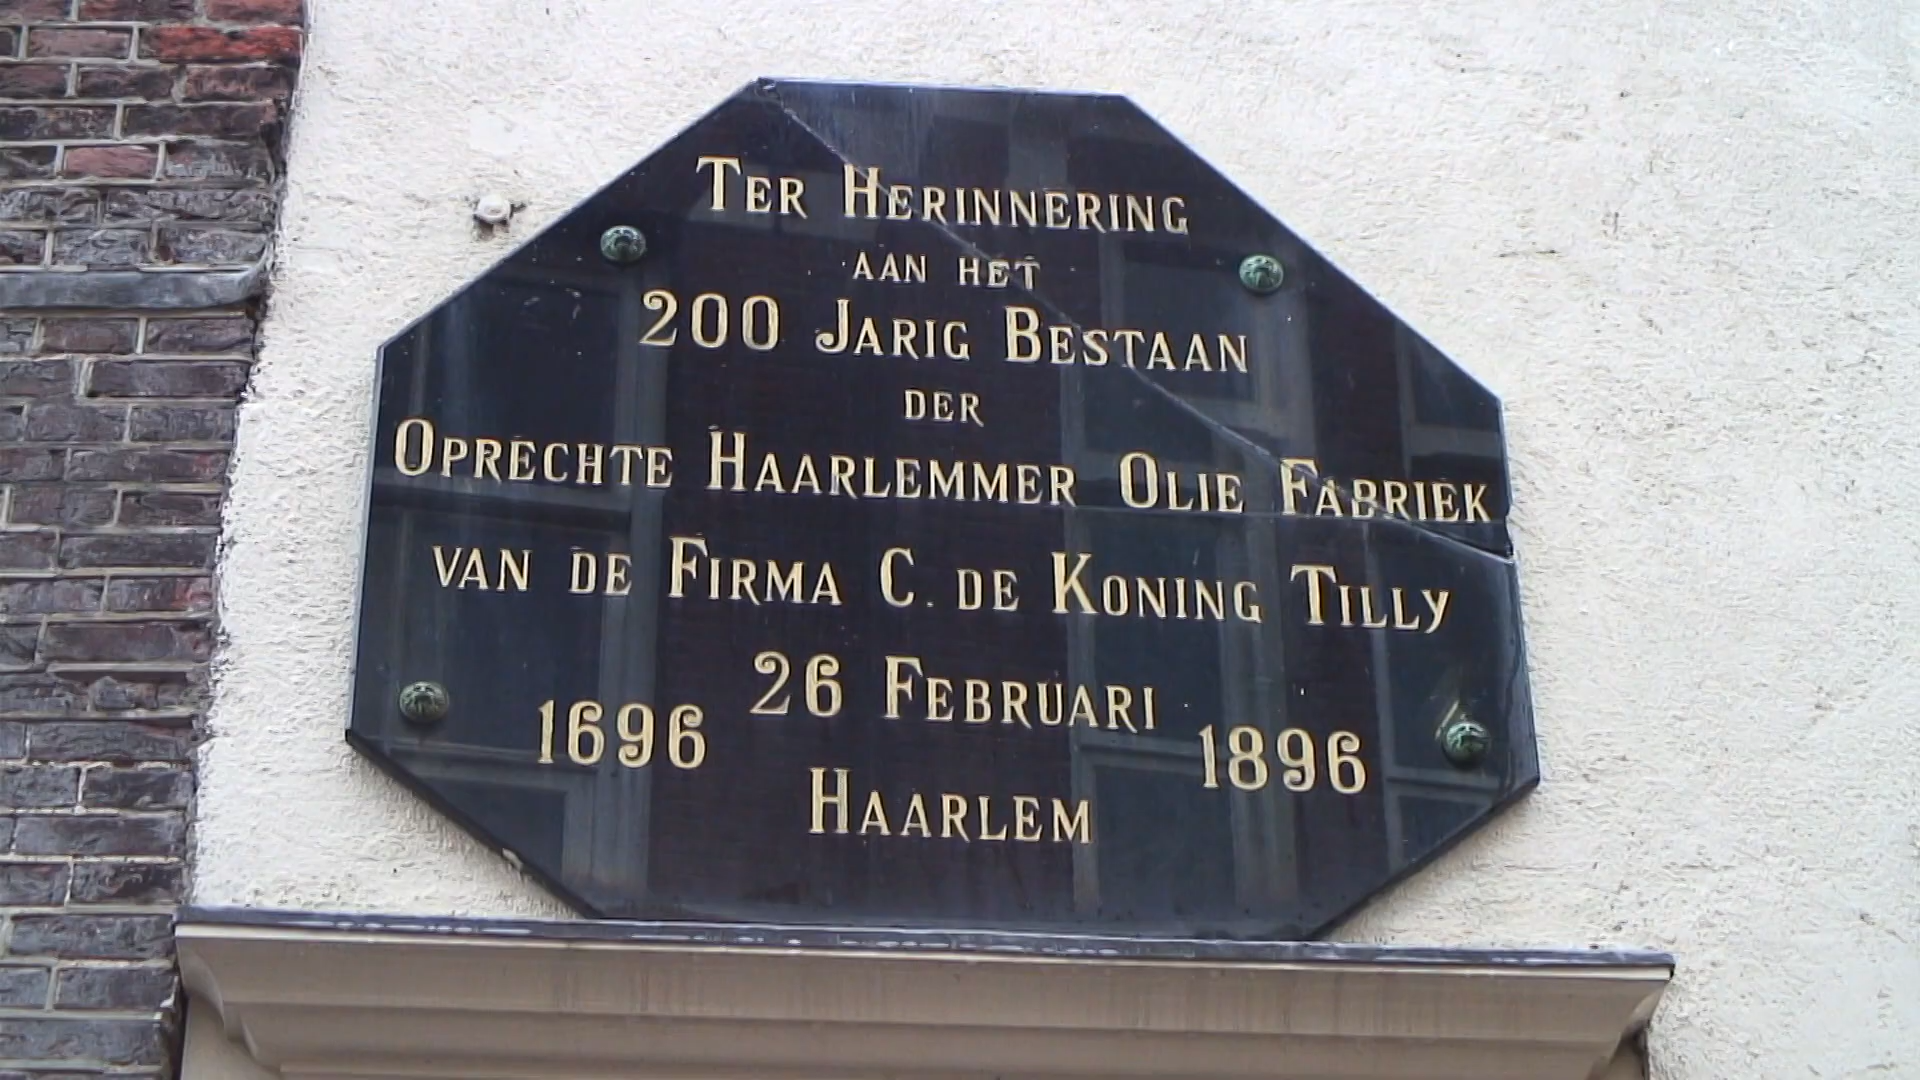 TER HERINNERING
AAN HET
200 JARIG BESTAAN
DER
OPRECHTE HAARLEMMER OLIE FABRIEK
VAN DE FIRMA C. DE KONING TILLY
26 FEBRUARI
1696 1896
HAARLEM